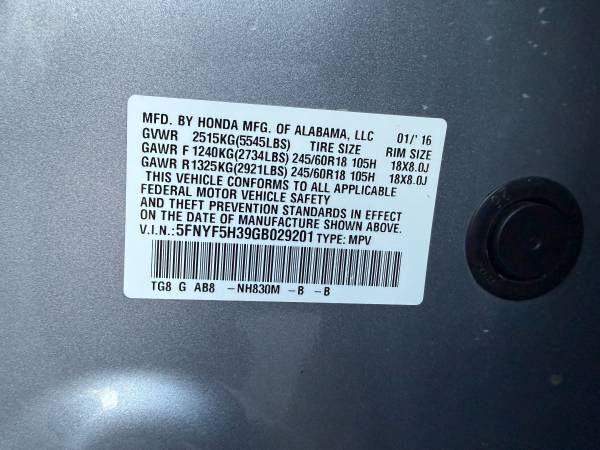 MFD. BY HONDA MFG. OF ALABAMA, LLC 01/'16
GVWR 2515KG(5545LBS) TIRE SIZE RIM SIZE
GAWR F 1240KG(2734LBS) 245/60R18 105H 18X8.0J
GAWR R 1325KG(2921LBS) 245/60R18 105H 18X8.0J
THIS VEHICLE CONFORMS TO ALL APPLICABLE
FEDERAL MOTOR VEHICLE SAFETY
AND THEFT PREVENTION STANDARDS IN EFFECT
ON THE DATE OF MANUFACTURE SHOWN ABOVE.
V.I.N.: 5FNYF5H39GB029201 TYPE: MPV
TG8 G AB8 -NH830M -B -B